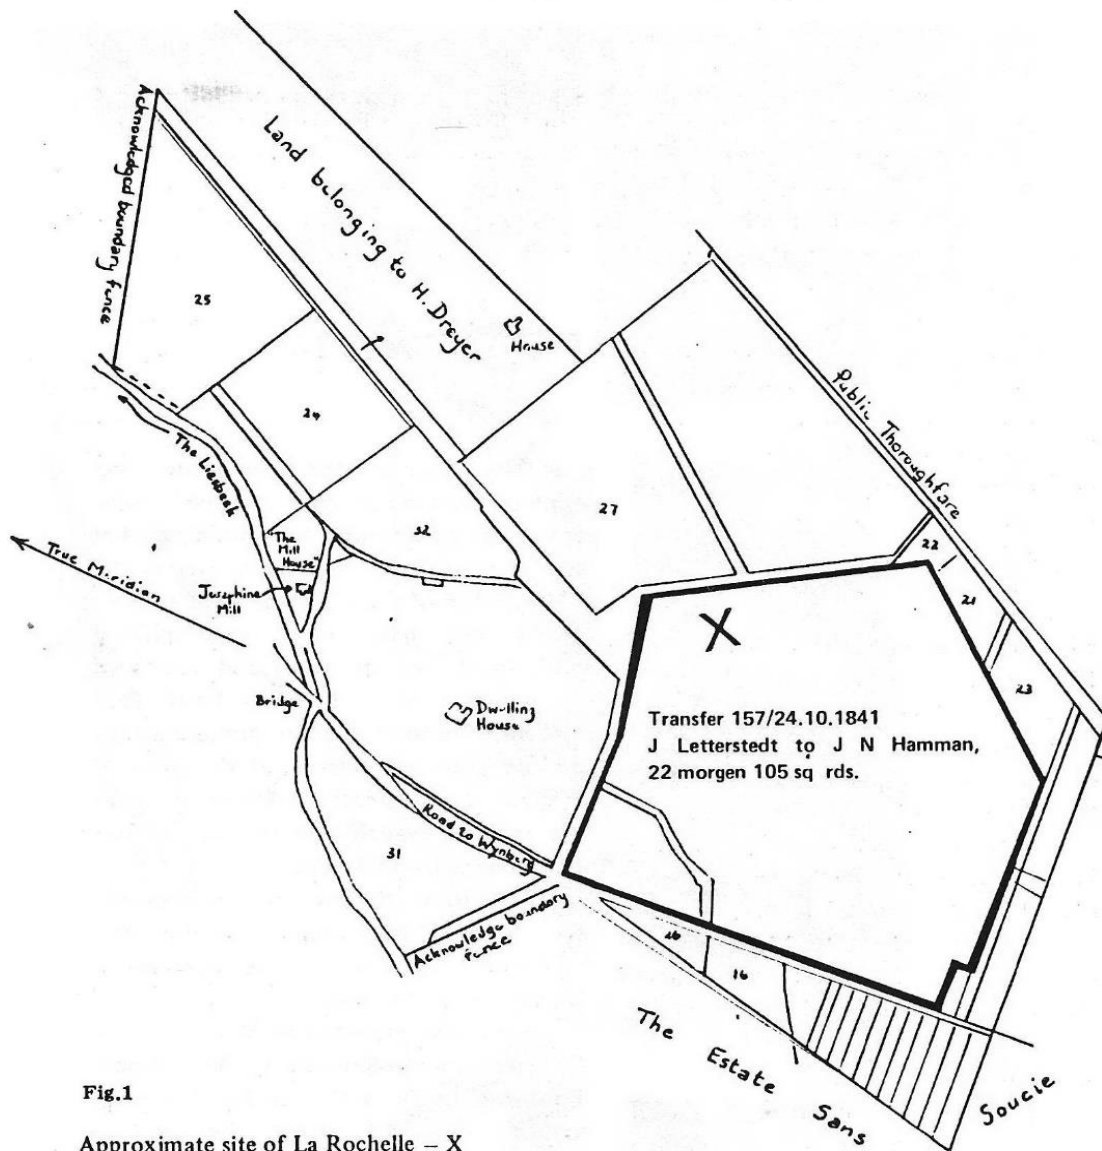 Acknowledged boundary fence
Land belonging to H. Dreyer
House
25
Public Thoroughfare
The Liesbeek
24
27
32
"The
Mill
House"
22
True Miridian
Josephine
Mill
21
23
Bridge
Dwelling
House
Transfer 157/24.10.1841
J Letterstedt to J N Hamman,
22 morgen 105 sq rds.
Road to Wynberg
31
Acknowledge boundary
fence
16
16
The Estate Sans Soucie
Fig.1
Approximate site of La Rochelle – X
X